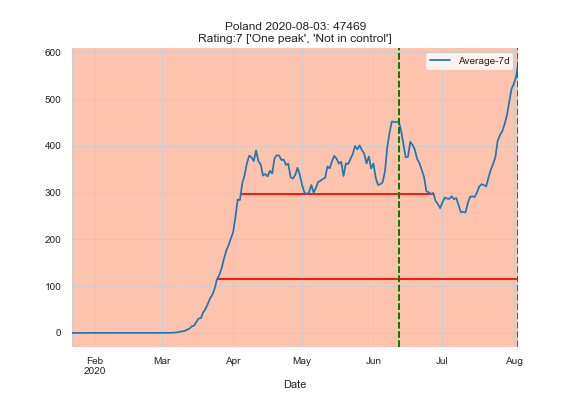 Poland 2020-08-03: 47469
Rating:7 ['One peak', 'Not in control']
Average-7d
600
500
400
300
200
100
0
Feb
2020
Mar
Apr
May
Jun
Jul
Aug
Date